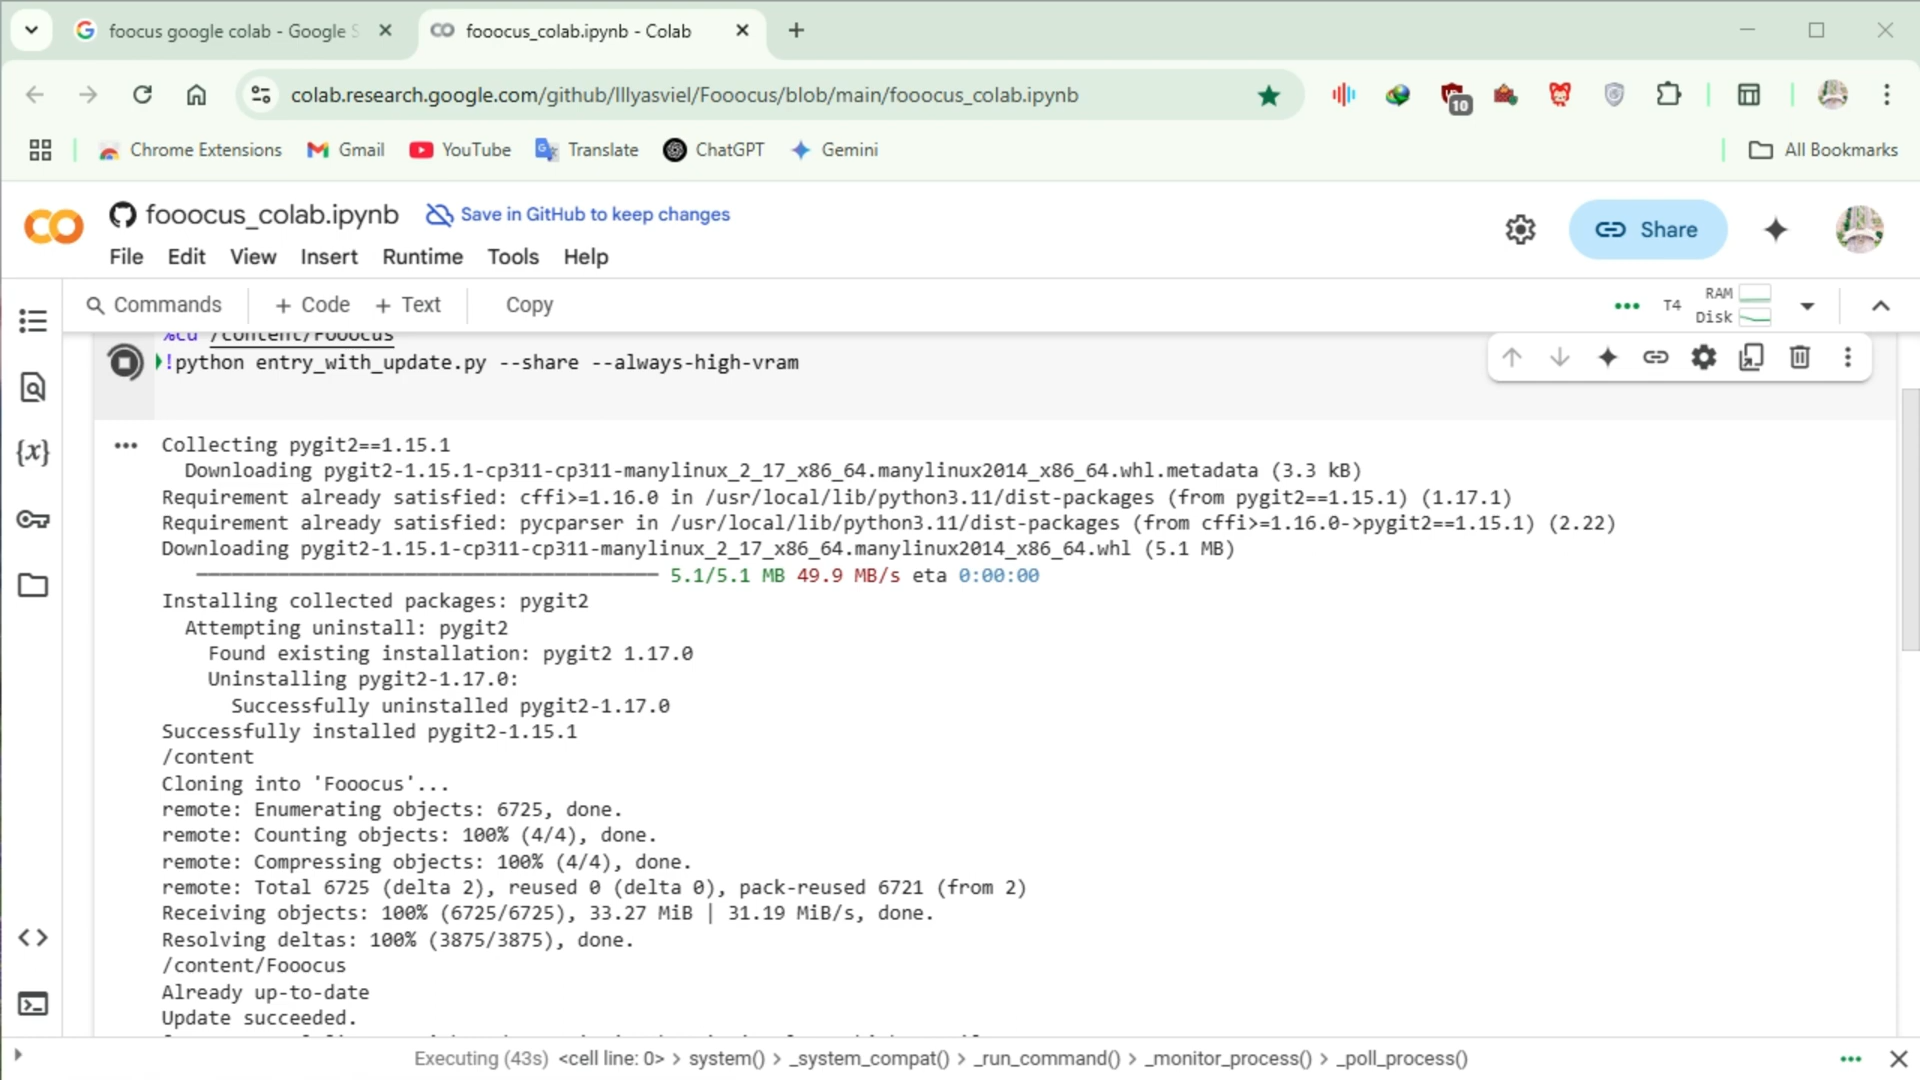 foocus google colab - Google S
fooocus_colab.ipynb - Colab
colab.research.google.com/github/lllyasviel/Fooocus/blob/main/fooocus_colab.ipynb
10
Chrome Extensions
Gmail
YouTube
Translate
ChatGPT
Gemini
All Bookmarks
fooocus_colab.ipynb
Save in GitHub to keep changes
Share
File Edit View Insert Runtime Tools Help
Commands
+ Code
+ Text
Copy
T4
RAM
Disk
%cd /content/Fooocus
!python entry_with_update.py --share --always-high-vram
Collecting pygit2==1.15.1
Downloading pygit2-1.15.1-cp311-cp311-manylinux_2_17_x86_64.manylinux2014_x86_64.whl.metadata (3.3 kB)
Requirement already satisfied: cffi>=1.16.0 in /usr/local/lib/python3.11/dist-packages (from pygit2==1.15.1) (1.17.1)
Requirement already satisfied: pycparser in /usr/local/lib/python3.11/dist-packages (from cffi>=1.16.0->pygit2==1.15.1) (2.22)
Downloading pygit2-1.15.1-cp311-cp311-manylinux_2_17_x86_64.manylinux2014_x86_64.whl (5.1 MB)
5.1/5.1 MB 49.9 MB/s eta 0:00:00
Installing collected packages: pygit2
Attempting uninstall: pygit2
Found existing installation: pygit2 1.17.0
Uninstalling pygit2-1.17.0:
Successfully uninstalled pygit2-1.17.0
Successfully installed pygit2-1.15.1
/content
Cloning into 'Fooocus'...
remote: Enumerating objects: 6725, done.
remote: Counting objects: 100% (4/4), done.
remote: Compressing objects: 100% (4/4), done.
remote: Total 6725 (delta 2), reused 0 (delta 0), pack-reused 6721 (from 2)
Receiving objects: 100% (6725/6725), 33.27 MiB | 31.19 MiB/s, done.
Resolving deltas: 100% (3875/3875), done.
/content/Fooocus
Already up-to-date
Update succeeded.
Executing (43s) <cell line: 0> > system() > _system_compat() > _run_command() > _monitor_process() > _poll_process()